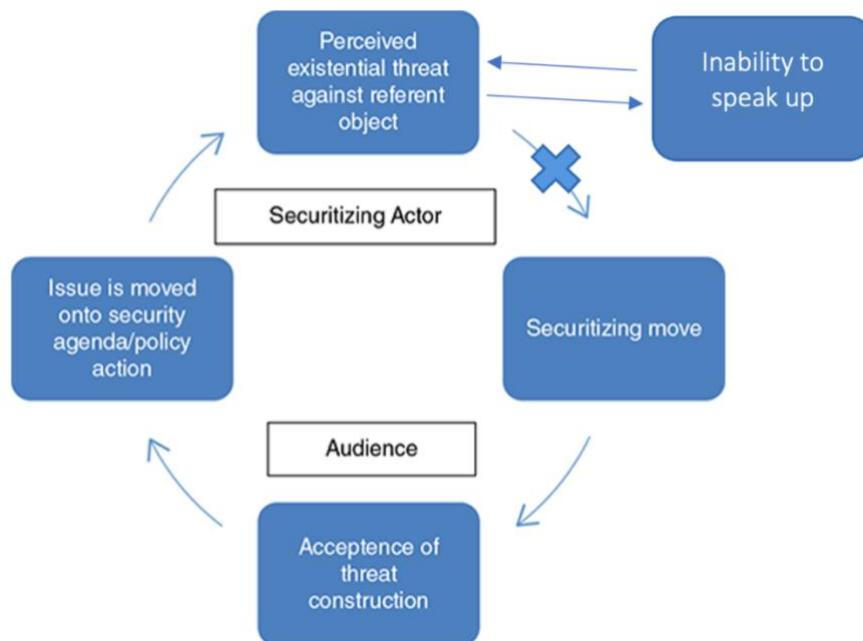 Perceived
existential threat
against referent
object
Inability to
speak up
Securitizing Actor
Issue is moved
onto security
agenda/policy
action
Securitizing move
Audience
Acceptence of
threat
construction